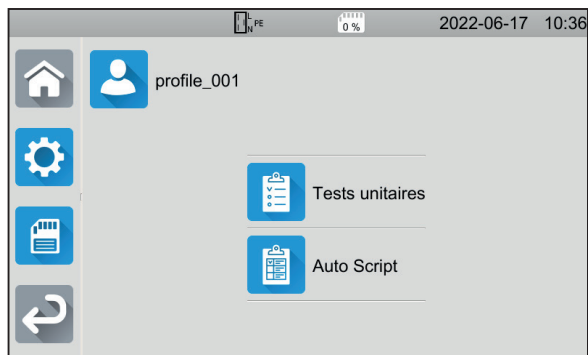 L
N PE
0 %
2022-06-17 10:36
profile_001
Tests unitaires
Auto Script